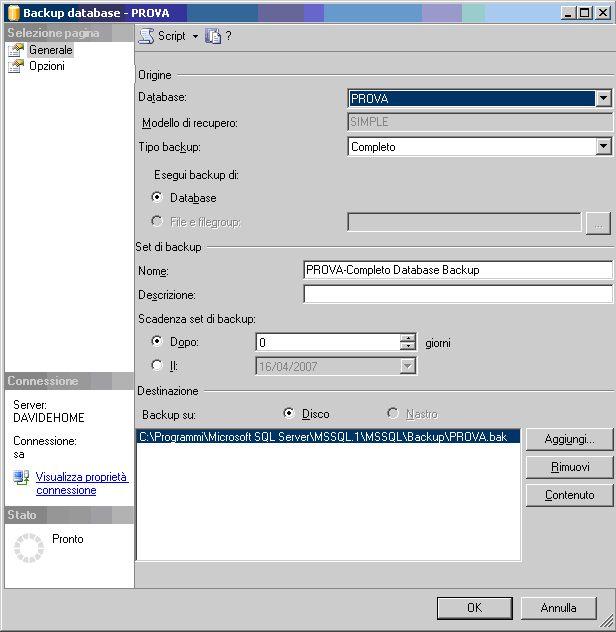 Backup database - PROVA
Selezione pagina
Generale
Opzioni
Script ?
Origine
Database: PROVA
Modello di recupero: SIMPLE
Tipo backup: Completo
Esegui backup di:
Database
File e filegroup: ...
Set di backup
Nome: PROVA-Completo Database Backup
Descrizione:
Scadenza set di backup:
Dopo: 0 giorni
Il: 16/04/2007
Destinazione
Backup su: Disco Nastro
C:\Programmi\Microsoft SQL Server\MSSQL.1\MSSQL\Backup\PROVA.bak
Aggiungi...
Rimuovi
Contenuto
Connessione
Server:
DAVIDEHOME
Connessione:
sa
Visualizza proprietà
connessione
Stato
Pronto
OK Annulla